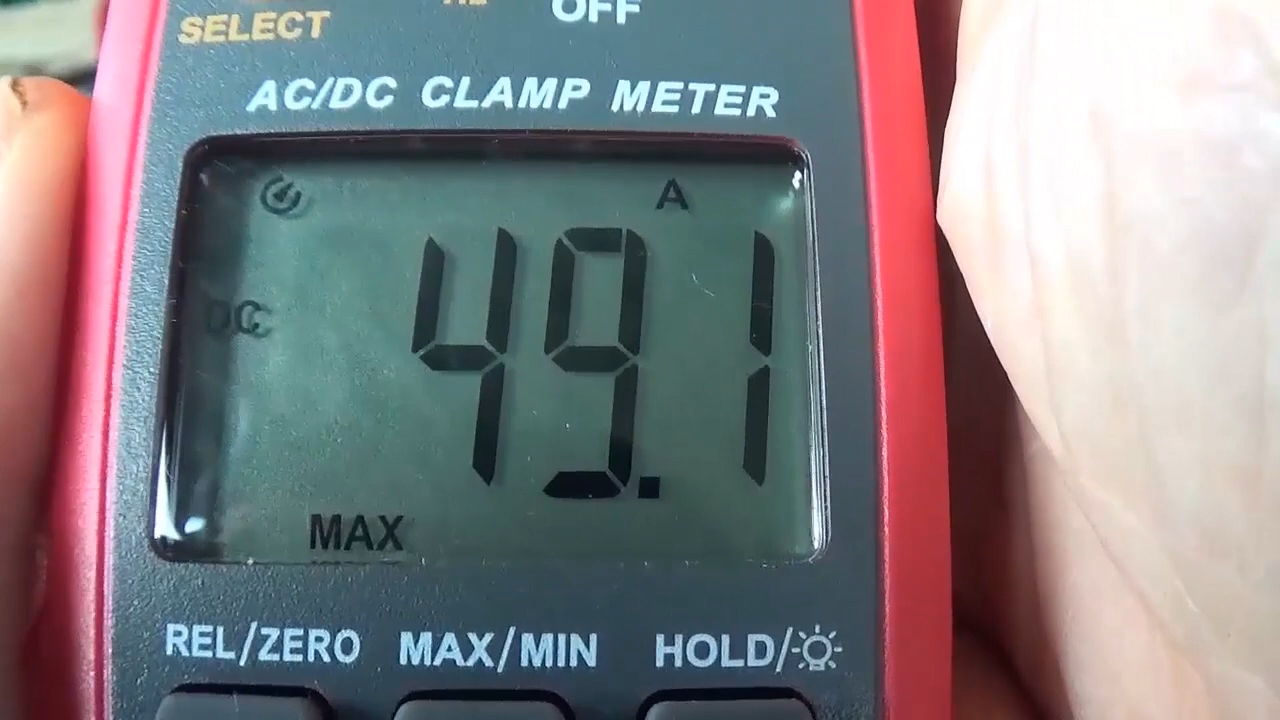 SELECT
OFF
AC/DC CLAMP METER
A
49.1
DC
MAX
REL/ZERO MAX/MIN HOLD/